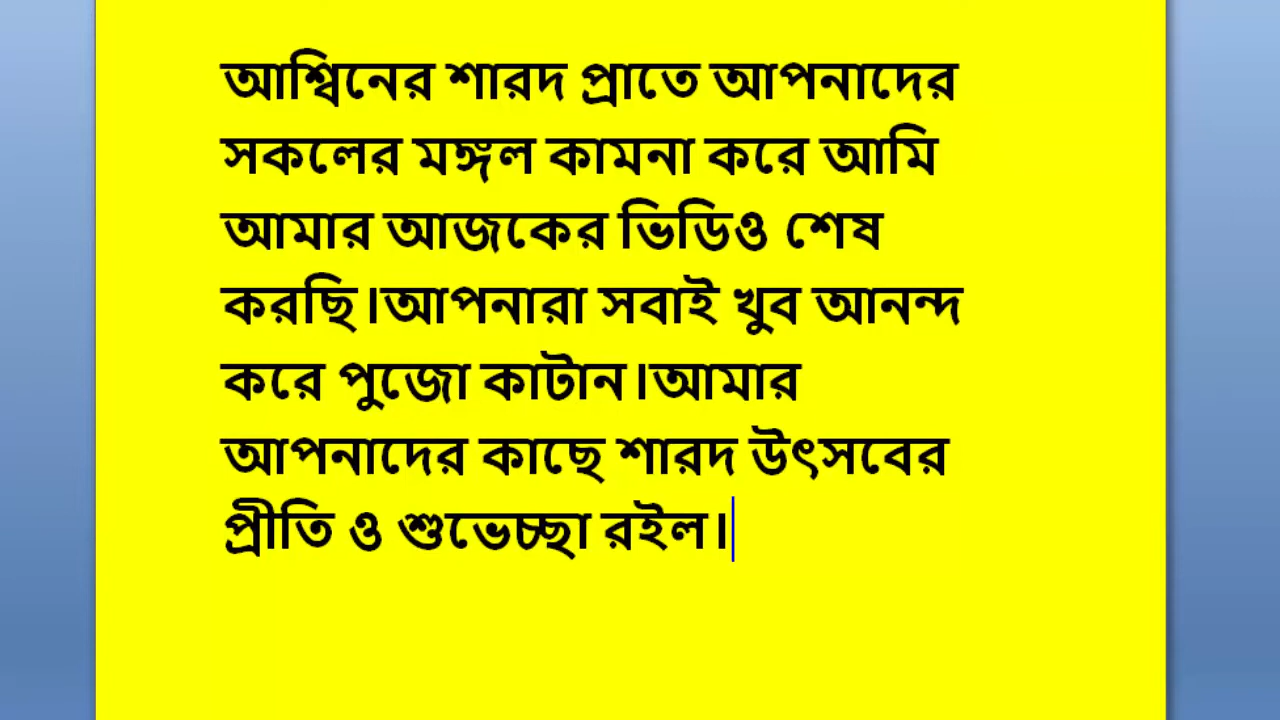 আশ্বিনের শারদ প্রাতে আপনাদের
সকলের মঙ্গল কামনা করে আমি
আমার আজকের ভিডিও শেষ
করছি।আপনারা সবাই খুব আনন্দ
করে পুজো কাটান।আমার
আপনাদের কাছে শারদ উৎসবের
প্রীতি ও শুভেচ্ছা রইল।